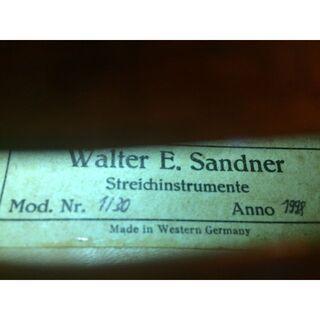 Walter E. Sandner
Streichinstrumente
Mod. Nr. 1/30 Anno 1998
Made in Western Germany